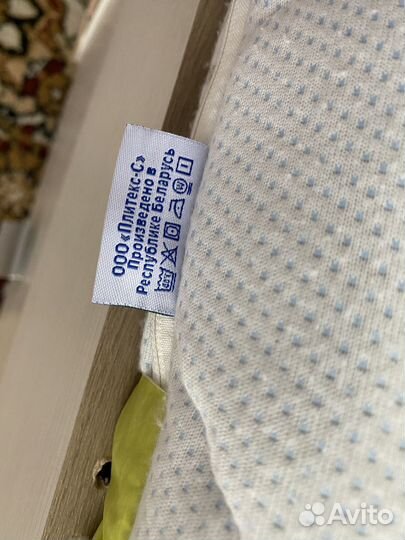 ООО «Плитекс-С»
Произведено в
Республике Беларусь
Avito